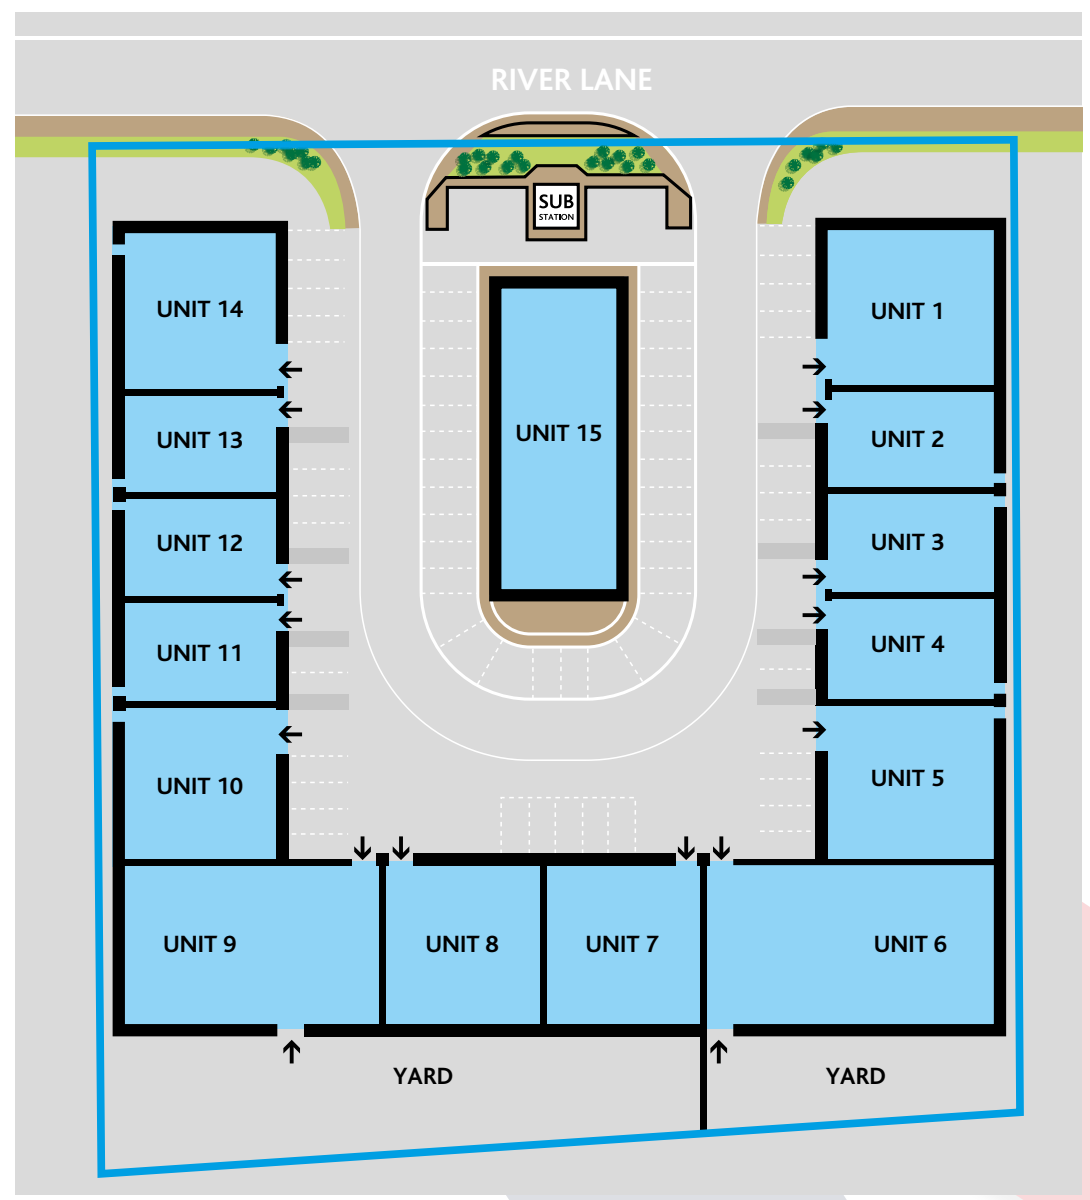 RIVER LANE
SUB
STATION
UNIT 14
UNIT 1
UNIT 15
UNIT 13
UNIT 2
UNIT 12
UNIT 3
UNIT 11
UNIT 4
UNIT 10
UNIT 5
UNIT 9
UNIT 8
UNIT 7
UNIT 6
YARD
YARD